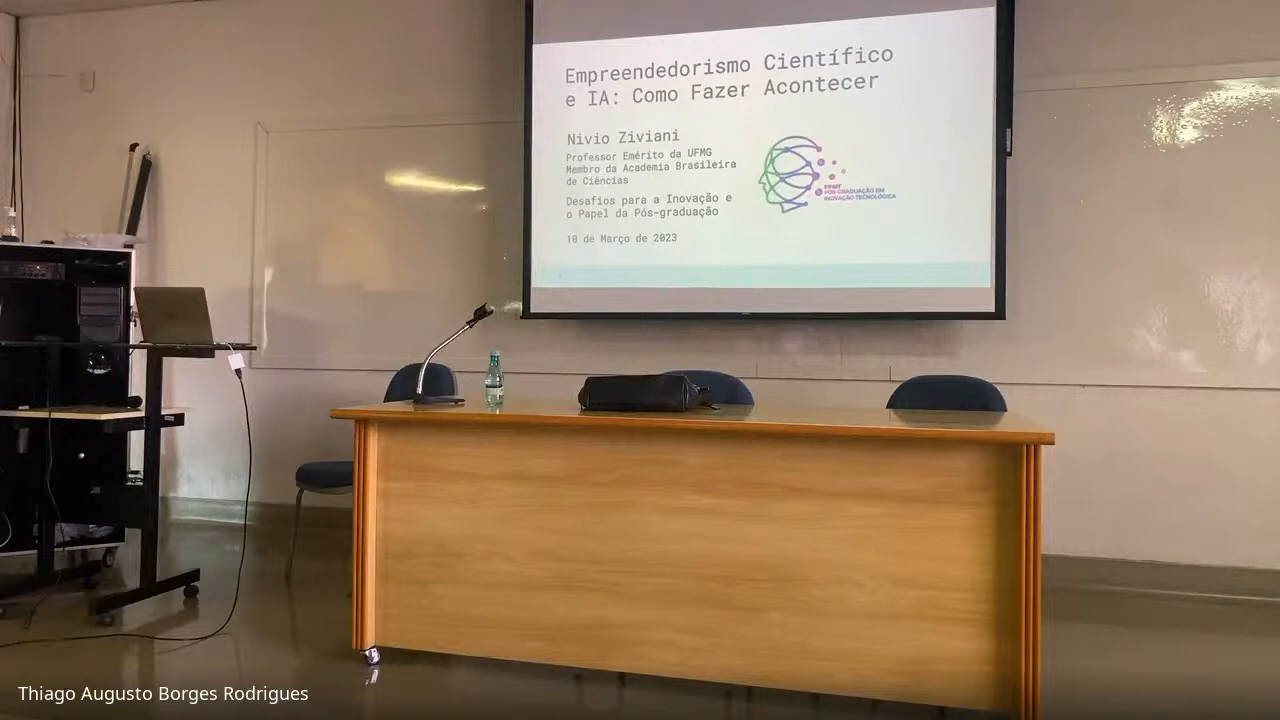 Empreendedorismo Científico
e IA: Como Fazer Acontecer
Nivio Ziviani
Professor Emérito da UFMG
Membro da Academia Brasileira
de Ciências
Desafios para a Inovação e
o Papel da Pós-graduação
10 de Março de 2023
PPGIT
PÓS-GRADUAÇÃO EM
INOVAÇÃO TECNOLÓGICA
Thiago Augusto Borges Rodrigues